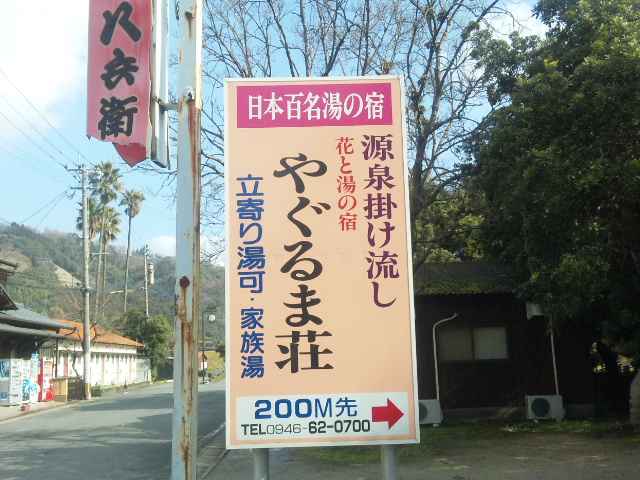 八兵衛
日本百名湯の宿
源泉掛け流し
花と湯の宿
やぐるま荘
立寄り湯可・家族湯
200M先
TEL0946-62-0700